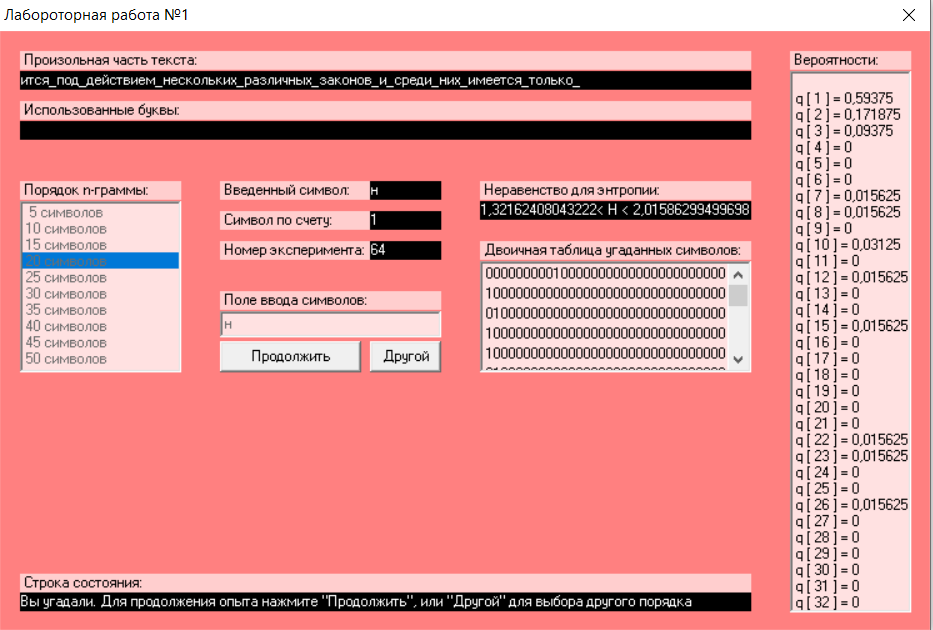 Лабороторная работа №1
Произольная часть текста:
ится_под_действием_нескольких_различных_законов_и_среди_них_имеется_только_
Использованные буквы:
Порядок n-граммы:
5 символов
10 символов
15 символов
20 символов
25 символов
30 символов
35 символов
40 символов
45 символов
50 символов
Введенный символ: н
Символ по счету: 1
Номер эксперимента: 64
Поле ввода символов:
н
Продолжить Другой
Неравенство для энтропии:
1,32162408043222< H < 2,01586299499698
Двоичная таблица угаданных символов:
00000000010000000000000000000000
10000000000000000000000000000000
01000000000000000000000000000000
10000000000000000000000000000000
10000000000000000000000000000000
Вероятности:
q [ 1 ] = 0,59375
q [ 2 ] = 0,171875
q [ 3 ] = 0,09375
q [ 4 ] = 0
q [ 5 ] = 0
q [ 6 ] = 0
q [ 7 ] = 0,015625
q [ 8 ] = 0,015625
q [ 9 ] = 0
q [ 10 ] = 0,03125
q [ 11 ] = 0
q [ 12 ] = 0,015625
q [ 13 ] = 0
q [ 14 ] = 0
q [ 15 ] = 0,015625
q [ 16 ] = 0
q [ 17 ] = 0
q [ 18 ] = 0
q [ 19 ] = 0
q [ 20 ] = 0
q [ 21 ] = 0
q [ 22 ] = 0,015625
q [ 23 ] = 0,015625
q [ 24 ] = 0
q [ 25 ] = 0
q [ 26 ] = 0,015625
q [ 27 ] = 0
q [ 28 ] = 0
q [ 29 ] = 0
q [ 30 ] = 0
q [ 31 ] = 0
q [ 32 ] = 0
Строка состояния:
Вы угадали. Для продолжения опыта нажмите "Продолжить", или "Другой" для выбора другого порядка